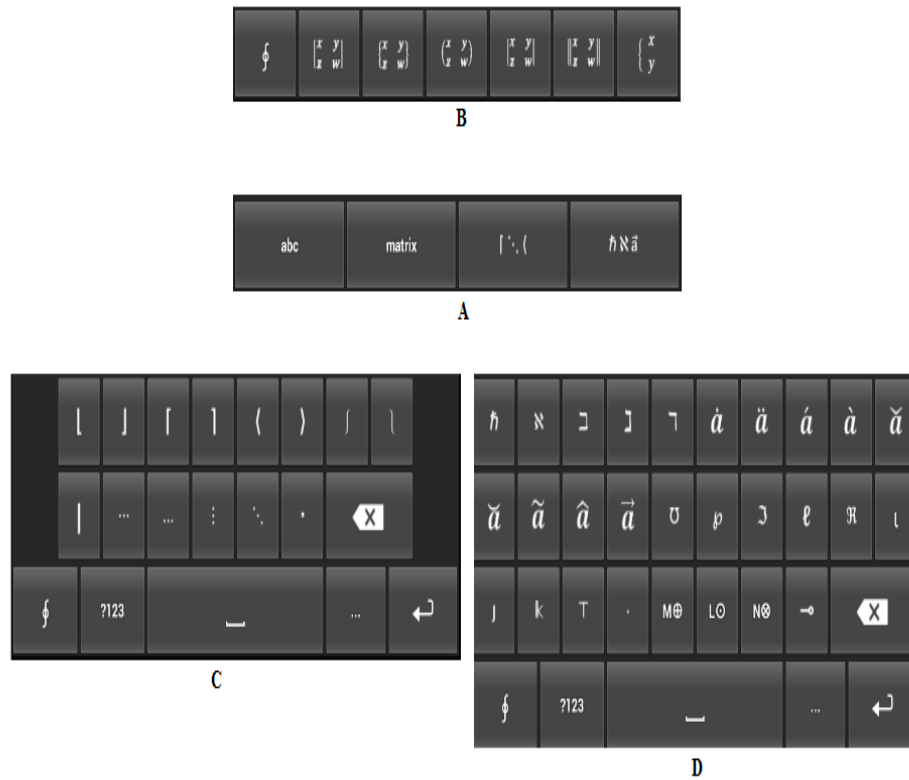 ∮ [x y z w] {x y z w} (x y z w) |x y z w| ‖x y z w‖ { x y
B
abc matrix ⌈ ⋱ ⟨ ℏ ℵ a⃗
A
⌊ ⌋ ⌈ ⌉ ⟨ ⟩ ⎰ ⎱
| ⋯ … ⋮ ⋱ ·
∮ ?123 ... 
C
ℏ ℵ ℶ ℷ ℸ ȧ ä á à ǎ
ă ã â a⃗ ℧ ℘ ℑ ℓ ℜ ɩ
ȷ 𝕜 ⊤ · M⊕ L⊙ N⊗ ⊸
∮ ?123 ...
D